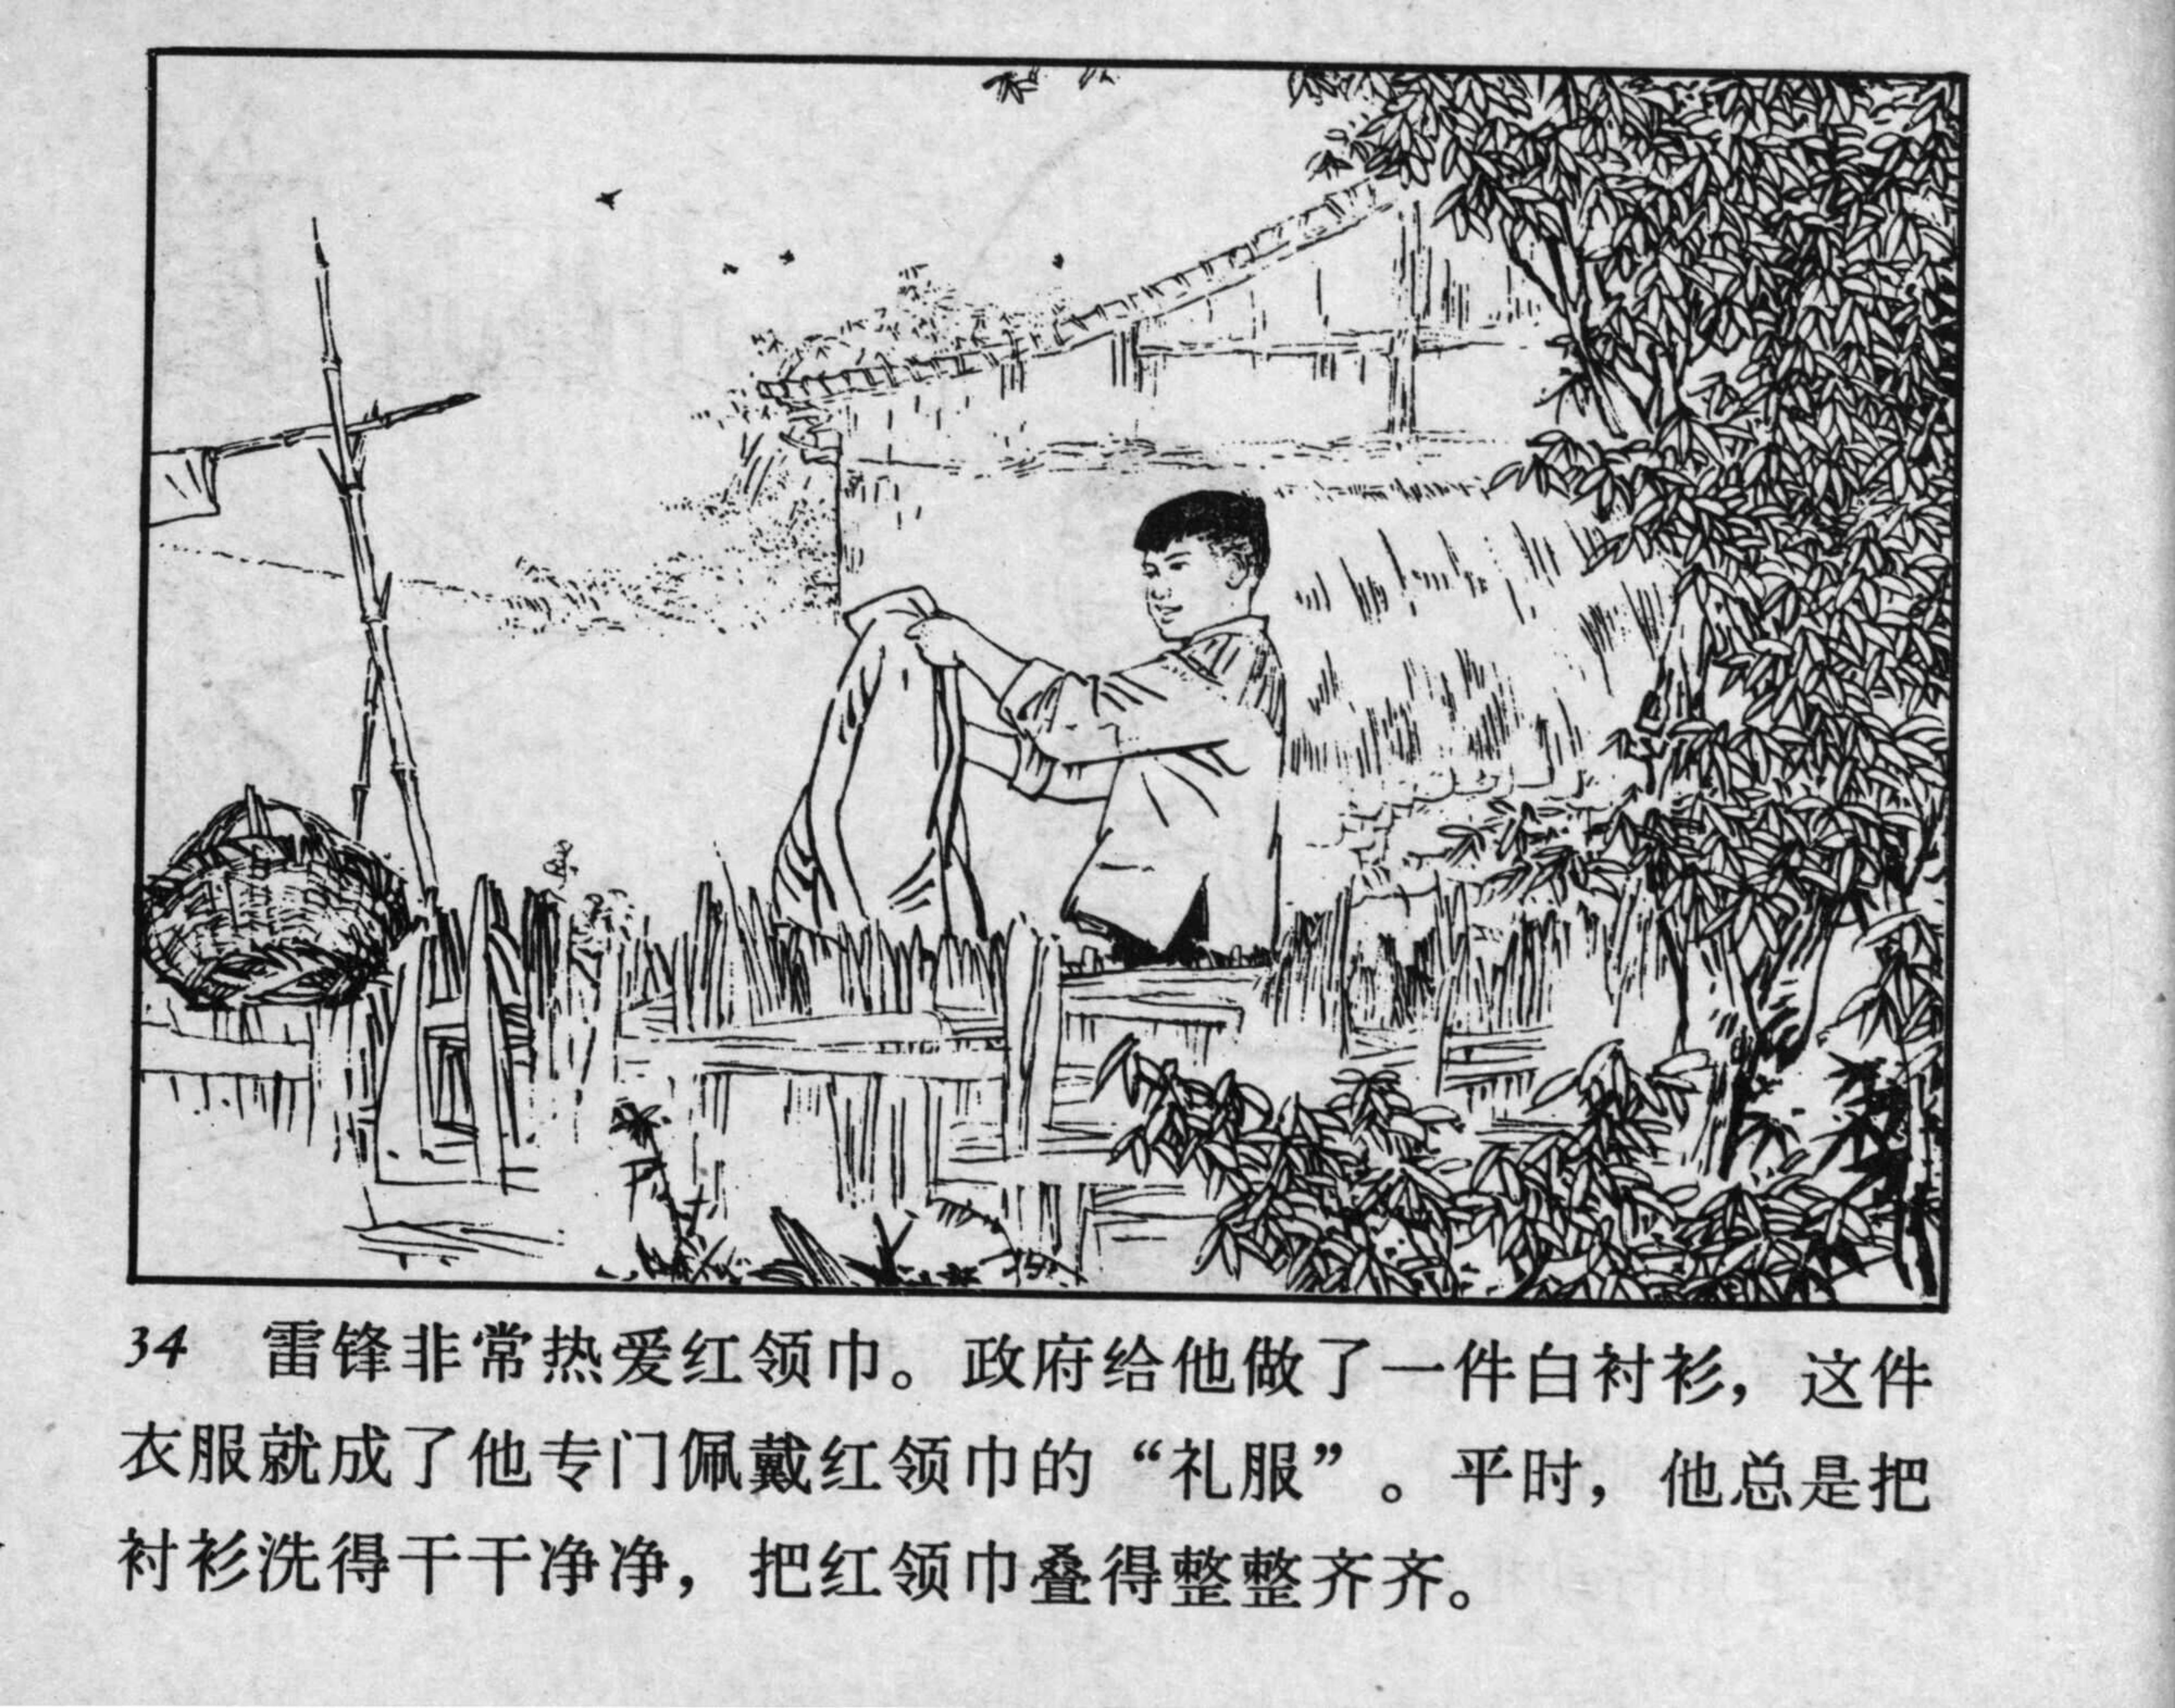 34 雷锋非常热爱红领巾。政府给他做了一件白衬衫，这件
衣服就成了他专门佩戴红领巾的“礼服”。平时，他总是把
衬衫洗得干干净净，把红领巾叠得整整齐齐。